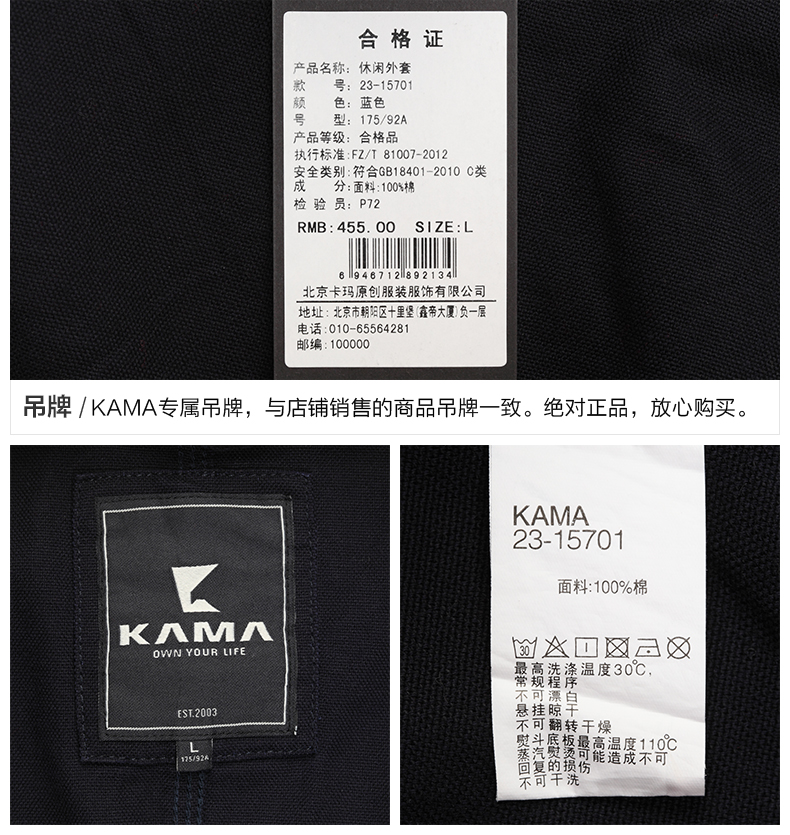 合格证
产品名称：休闲外套
款 号：23-15701
颜 色：蓝色
号 型：175/92A
产品等级：合格品
执行标准:FZ/T 81007-2012
安全类别：符合GB18401-2010 C类
成 分:面料:100%棉
检 验 员：P72
RMB:455.00 SIZE:L
6 946712 892134
北京卡玛原创服装服饰有限公司
地址：北京市朝阳区十里堡(鑫帝大厦)负一层
电话：010-65564281
邮编：100000
吊牌 / KAMA专属吊牌，与店铺销售的商品吊牌一致。绝对正品，放心购买。
KAMA
OWN YOUR LIFE
EST.2003
L
175/92A
KAMA
23-15701
面料:100%棉
30
最高洗涤温度30℃,
常规程序
不可漂白
悬挂晾干
不可翻转干燥
熨斗底板最高温度110℃
蒸汽熨烫可能造成不可
回复的损伤
不可干洗